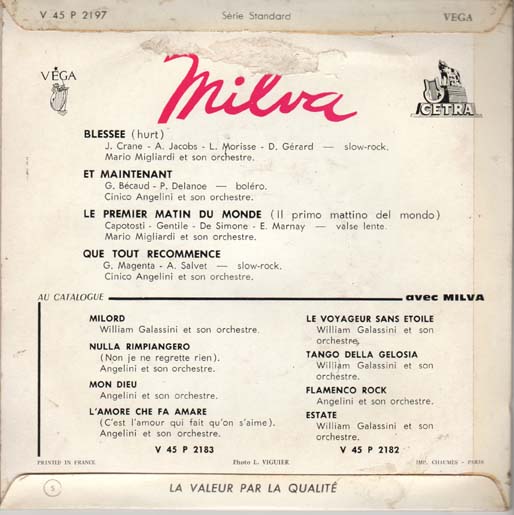 V 45 P 2197 Série Standard VEGA
VÉGA
Milva
CETRA
BLESSEE (hurt)
J. Crane - A. Jacobs - L. Morisse - D. Gérard — slow-rock.
Mario Migliardi et son orchestre.
ET MAINTENANT
G. Bécaud - P. Delanoe — boléro.
Cinico Angelini et son orchestre.
LE PREMIER MATIN DU MONDE (Il primo mattino del mondo)
Capotosti - Gentile - De Simone - E. Marnay — valse lente.
Mario Migliardi et son orchestre.
QUE TOUT RECOMMENCE
G. Magenta - A. Salvet — slow-rock.
Cinico Angelini et son orchestre.
AU CATALOGUE avec MILVA
MILORD
William Galassini et son orchestre.
NULLA RIMPIANGERO
(Non je ne regrette rien).
Angelini et son orchestre.
MON DIEU
Angelini et son orchestre.
L'AMORE CHE FA AMARE
(C'est l'amour qui fait qu'on s'aime).
Angelini et son orchestre.
V 45 P 2183
LE VOYAGEUR SANS ETOILE
William Galassini et son
orchestre.
TANGO DELLA GELOSIA
William Galassini et son
orchestre.
FLAMENCO ROCK
Angelini et son orchestre.
ESTATE
William Galassini et son
orchestre.
V 45 P 2182
PRINTED IN FRANCE Photo L. VIGUIER IMP. CHAUMES - PARIS
S LA VALEUR PAR LA QUALITÉ